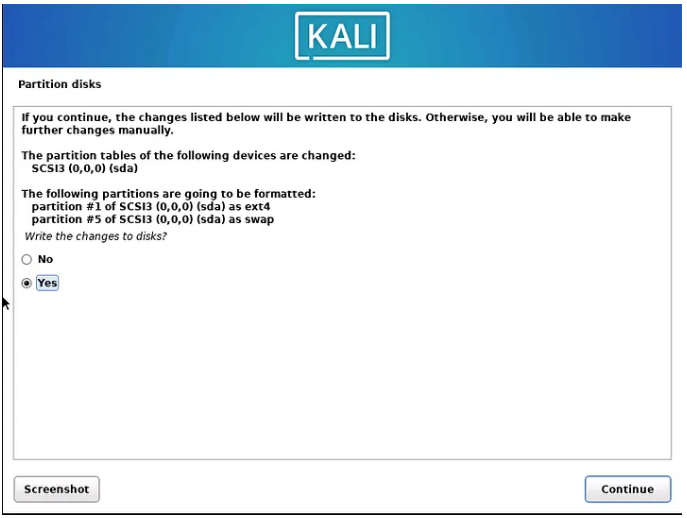 KALI
Partition disks
If you continue, the changes listed below will be written to the disks. Otherwise, you will be able to make
further changes manually.
The partition tables of the following devices are changed:
SCSI3 (0,0,0) (sda)
The following partitions are going to be formatted:
partition #1 of SCSI3 (0,0,0) (sda) as ext4
partition #5 of SCSI3 (0,0,0) (sda) as swap
Write the changes to disks?
No
Yes
Screenshot
Continue